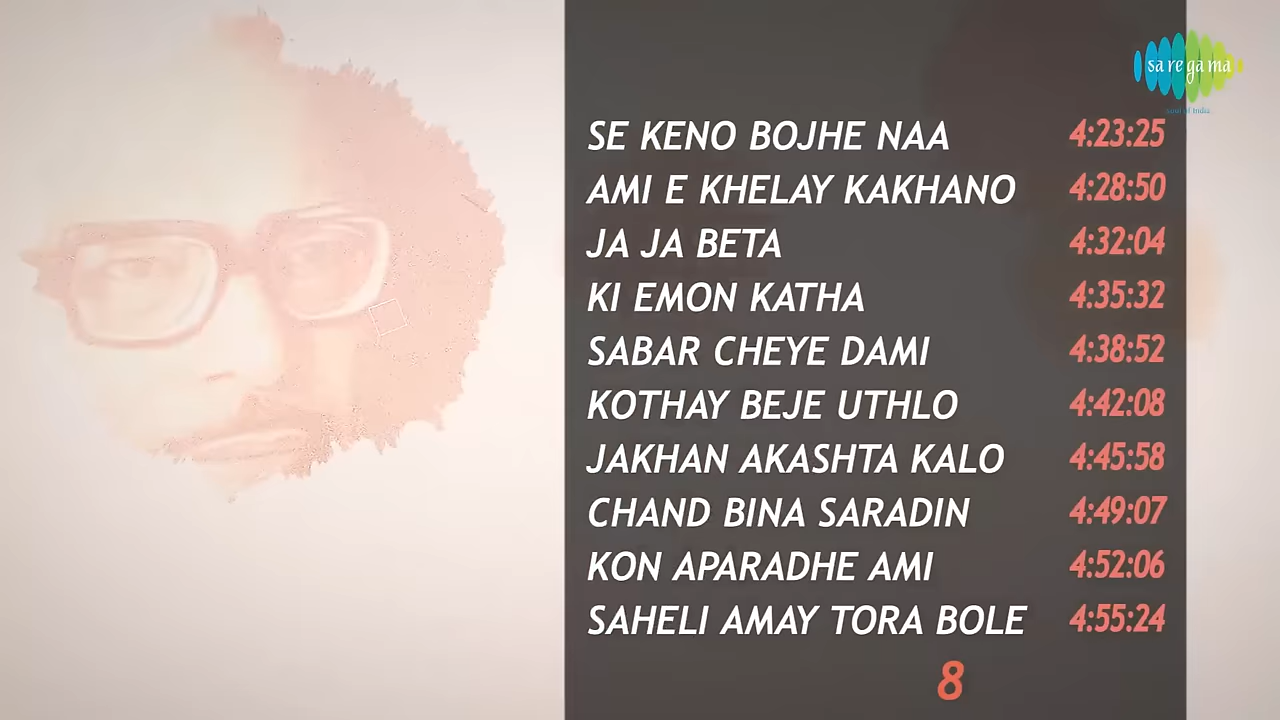 sa re ga ma
soul of India
SE KENO BOJHE NAA 4:23:25
AMI E KHELAY KAKHANO 4:28:50
JA JA BETA 4:32:04
KI EMON KATHA 4:35:32
SABAR CHEYE DAMI 4:38:52
KOTHAY BEJE UTHLO 4:42:08
JAKHAN AKASHTA KALO 4:45:58
CHAND BINA SARADIN 4:49:07
KON APARADHE AMI 4:52:06
SAHELI AMAY TORA BOLE 4:55:24
8